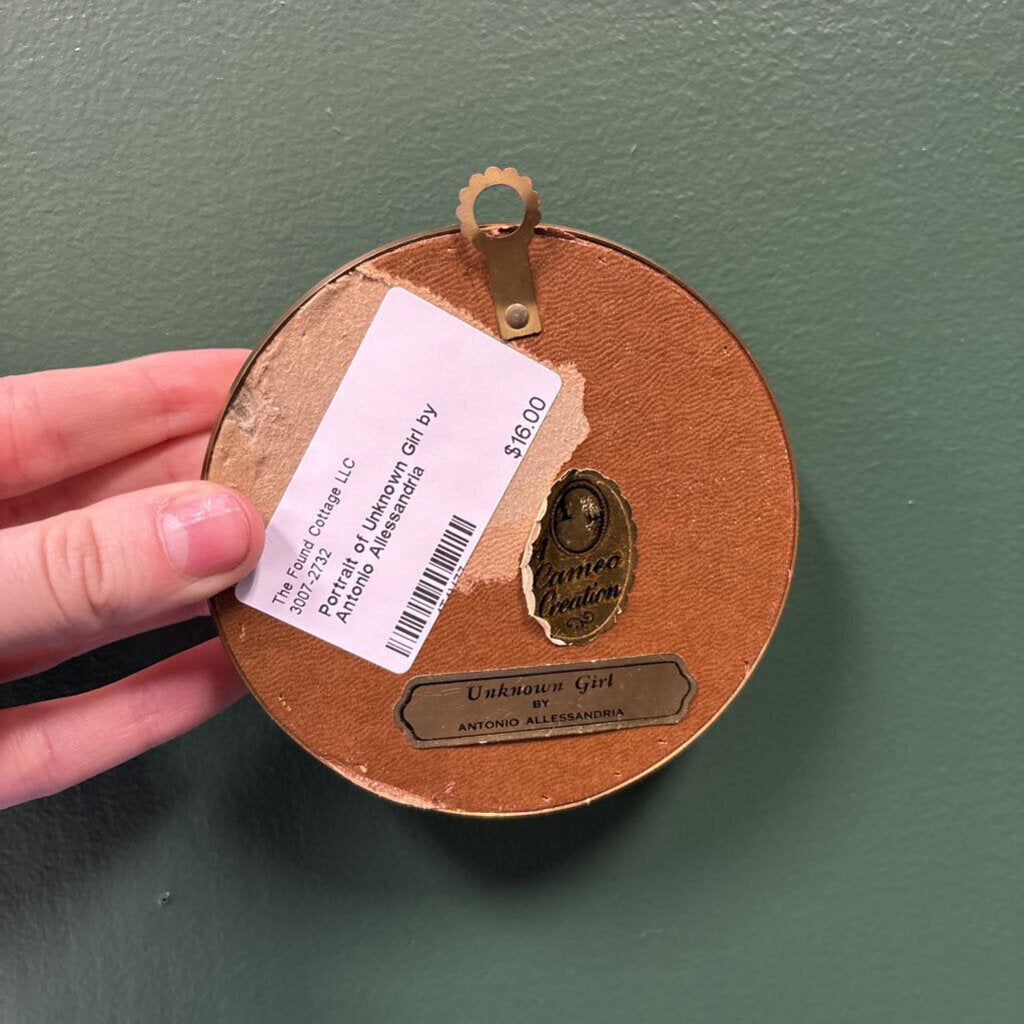 The Found Cottage LLC
3007-2732
Portrait of Unknown Girl by
Antonio Allessandria
$16.00
A
Cameo
Creation
Unknown Girl
BY
ANTONIO ALLESSANDRIA